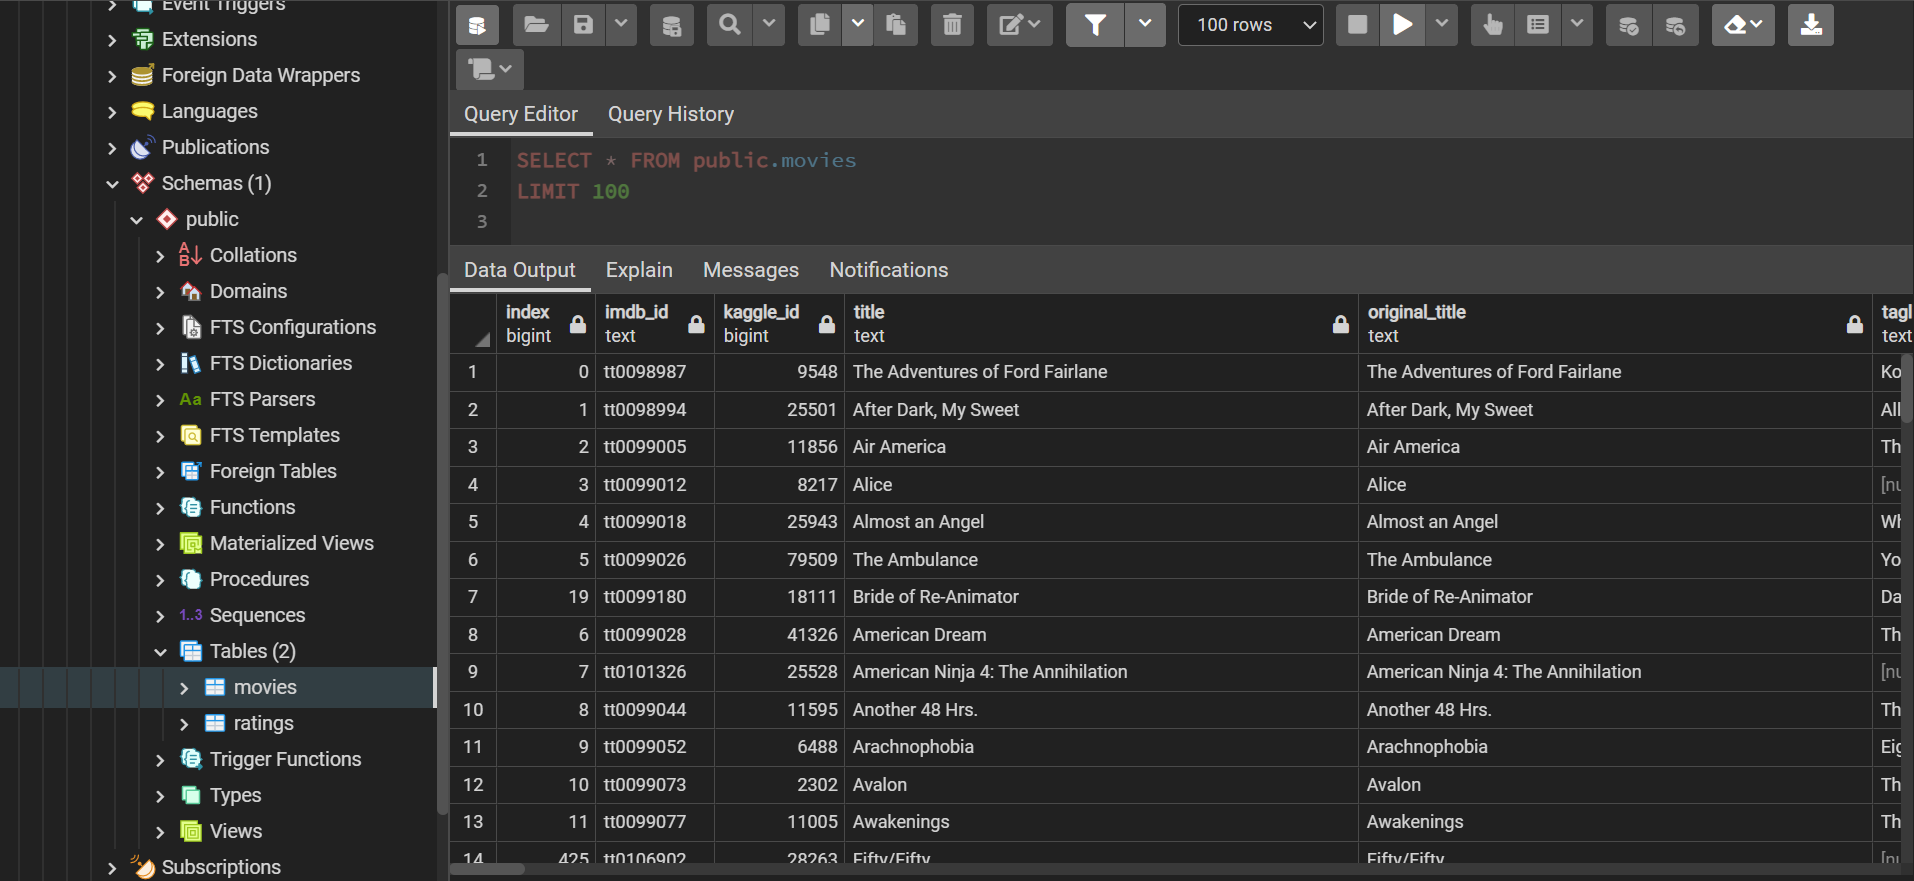 Event Triggers
Extensions
Foreign Data Wrappers
Languages
Publications
Schemas (1)
public
Collations
Domains
FTS Configurations
FTS Dictionaries
Aa FTS Parsers
FTS Templates
Foreign Tables
Functions
Materialized Views
Procedures
1..3 Sequences
Tables (2)
movies
ratings
Trigger Functions
Types
Views
Subscriptions
100 rows
Query Editor Query History
1 SELECT * FROM public.movies
2 LIMIT 100
3
Data Output Explain Messages Notifications
index imdb_id kaggle_id title original_title tagl
bigint text bigint text text text
1 0 tt0098987 9548 The Adventures of Ford Fairlane The Adventures of Ford Fairlane Ko
2 1 tt0098994 25501 After Dark, My Sweet After Dark, My Sweet All
3 2 tt0099005 11856 Air America Air America Th
4 3 tt0099012 8217 Alice Alice [nu
5 4 tt0099018 25943 Almost an Angel Almost an Angel Wh
6 5 tt0099026 79509 The Ambulance The Ambulance Yo
7 19 tt0099180 18111 Bride of Re-Animator Bride of Re-Animator Da
8 6 tt0099028 41326 American Dream American Dream Th
9 7 tt0101326 25528 American Ninja 4: The Annihilation American Ninja 4: The Annihilation [nu
10 8 tt0099044 11595 Another 48 Hrs. Another 48 Hrs. Th
11 9 tt0099052 6488 Arachnophobia Arachnophobia Eig
12 10 tt0099073 2302 Avalon Avalon Th
13 11 tt0099077 11005 Awakenings Awakenings Th
14 425 tt0106902 28263 Fifty/Fifty Fifty/Fifty [nu